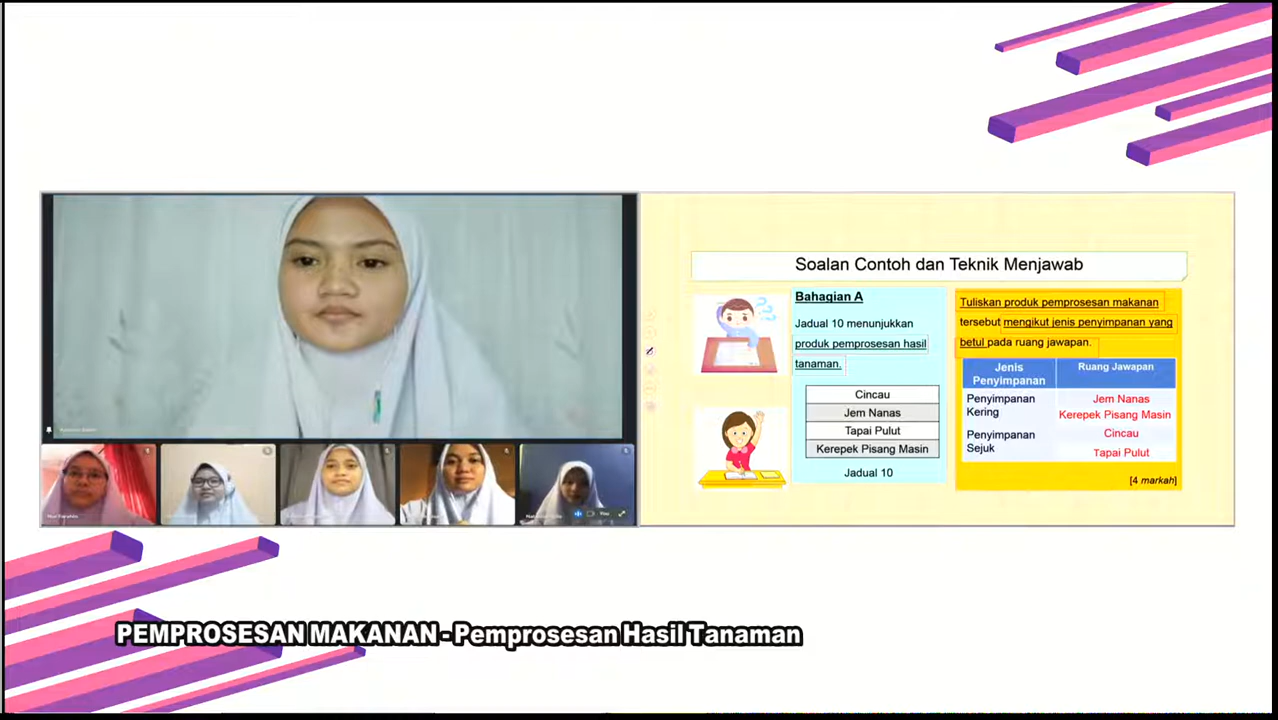 Soalan Contoh dan Teknik Menjawab
Bahagian A
Jadual 10 menunjukkan
produk pemprosesan hasil
tanaman.
Cincau
Jem Nanas
Tapai Pulut
Kerepek Pisang Masin
Jadual 10
Tuliskan produk pemprosesan makanan
tersebut mengikut jenis penyimpanan yang
betul pada ruang jawapan.
Jenis Penyimpanan
Ruang Jawapan
Penyimpanan Kering
Jem Nanas
Kerepek Pisang Masin
Penyimpanan Sejuk
Cincau
Tapai Pulut
[4 markah]
You
PEMPROSESAN MAKANAN - Pemprosesan Hasil Tanaman